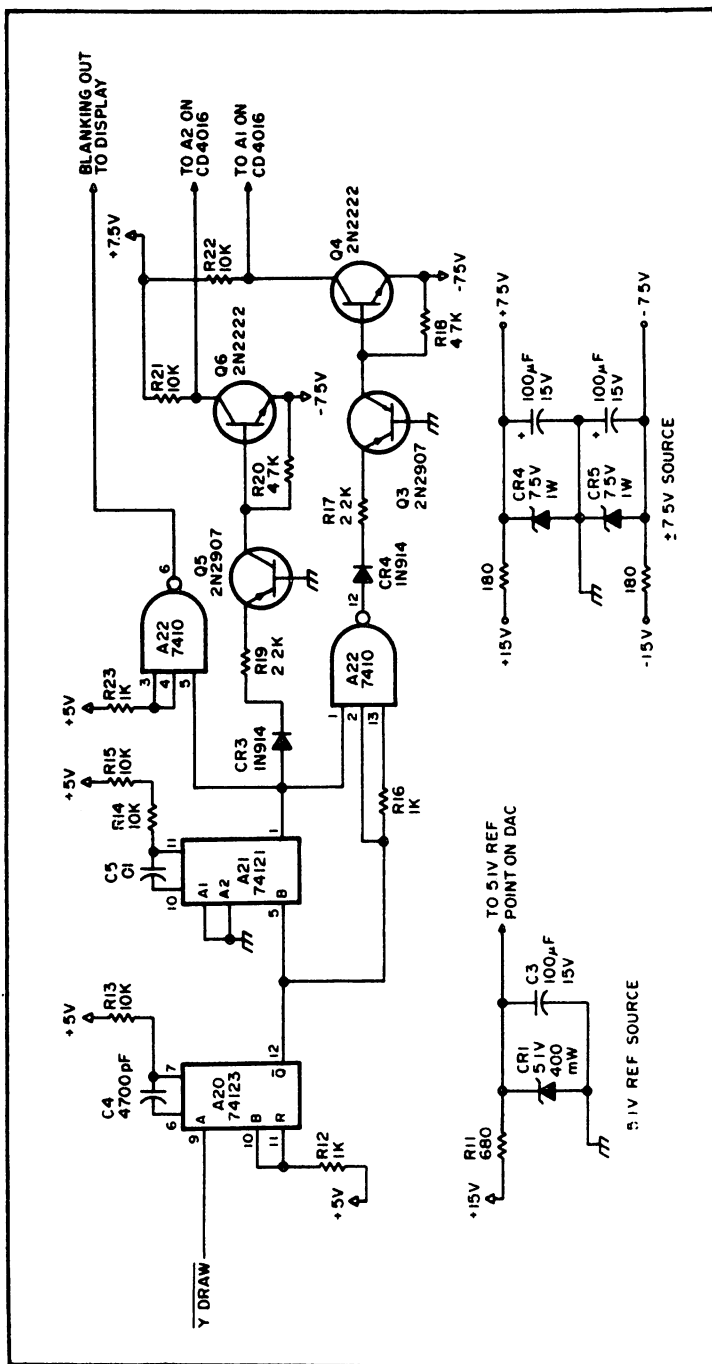 BLANKING OUT
TO DISPLAY
TO A2 ON
CD4016
TO A1 ON
CD4016
+7.5V
R22
10K
R21
10K
Q4
2N2222
Q6
2N2222
-75V
R18
4 7K
-75V
R20
4 7K
6
A22
7410
3
4
5
R23
1K
+5V
Q5
2N2907
R19
2 2K
CR3
1N914
Q3
2N2907
R17
2 2K
CR4
1N914
12
A22
7410
1
2
13
R16
1K
+5V
R15
10K
R14
10K
C5
10
11
A1
A2
B
A21
74121
1
5
+5V
R13
10K
C4
4700pF
6
7
9
A
A20
74123
B
R
Q̅
12
10
11
R12
1K
+5V
Y DRAW
+15V
R11
680
TO 5 1V REF
POINT ON DAC
CR1
5 1V
400
mW
C3
100µF
15V
5 1V REF SOURCE
+15V
180
+75V
CR4
7 5V
1W
100µF
15V
+
CR5
7 5V
1W
100µF
15V
+
-15V
180
-7 5V
±7 5V SOURCE